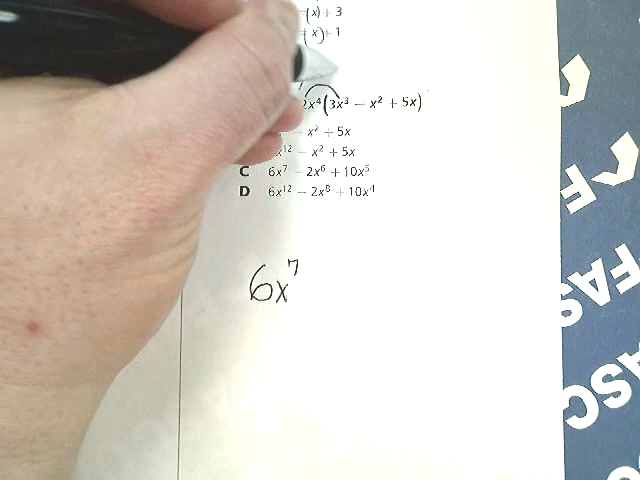 (x) + 3
(x) + 1
2x⁴(3x³ − x² + 5x)
− x² + 5x
x¹² − x² + 5x
C 6x⁷ − 2x⁶ + 10x⁵
D 6x¹² − 2x⁸ + 10x⁴
6x⁷